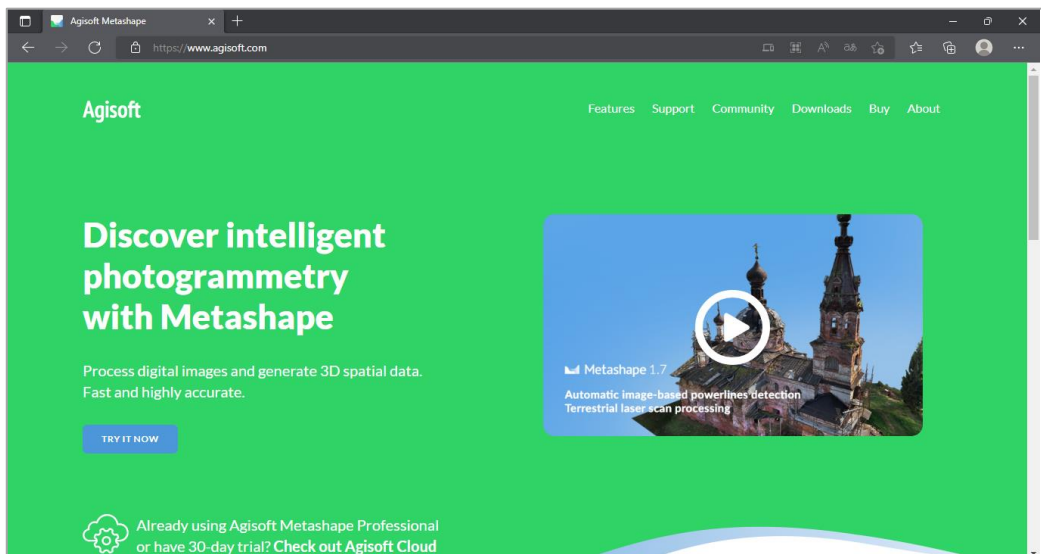 Agisoft Metashape
https://www.agisoft.com
Agisoft
Features Support Community Downloads Buy About
Discover intelligent
photogrammetry
with Metashape
Process digital images and generate 3D spatial data.
Fast and highly accurate.
TRY IT NOW
Metashape 1.7
Automatic image-based powerlines detection
Terrestrial laser scan processing
Already using Agisoft Metashape Professional
or have 30-day trial? Check out Agisoft Cloud